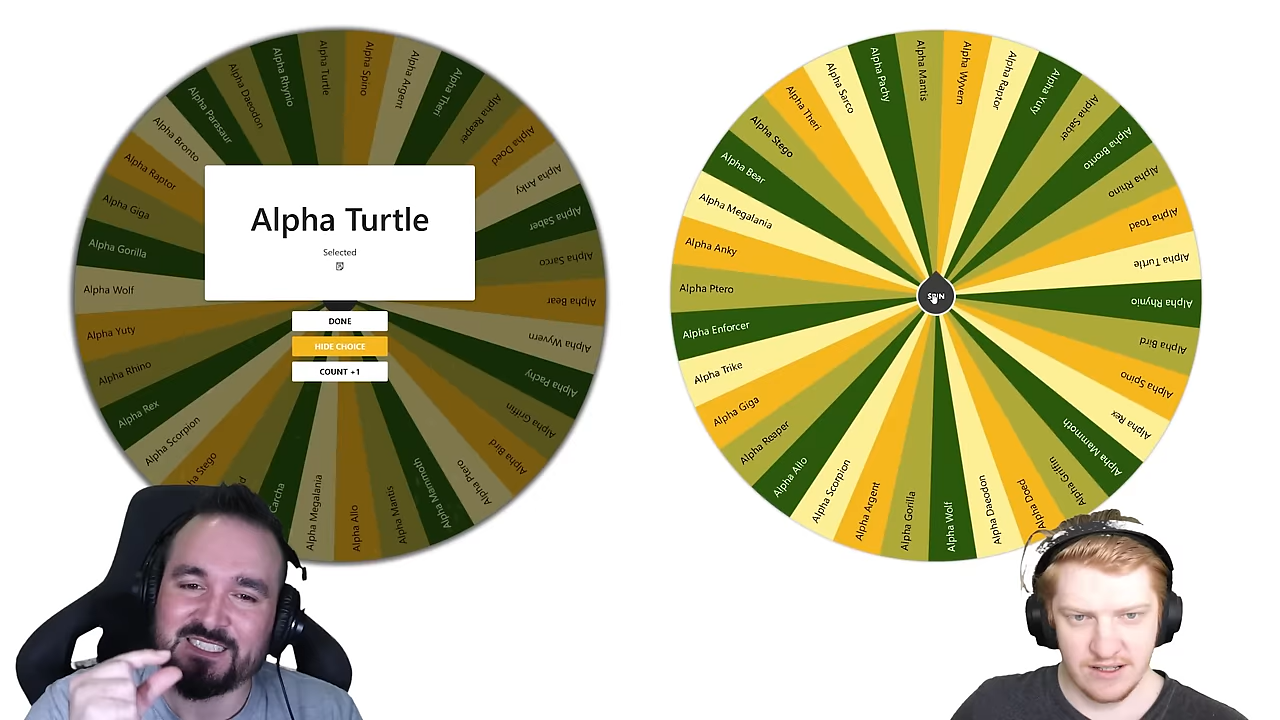 Alpha Turtle
Alpha Spino
Alpha Argent
Alpha Theri
Alpha Reaper
Alpha Doed
Alpha Anky
Alpha Saber
Alpha Sarco
Alpha Bear
Alpha Wyvern
Alpha Pachy
Alpha Griffin
Alpha Bird
Alpha Ptero
Alpha Mammoth
Alpha Mantis
Alpha Allo
Alpha Megalania
Carcha
Stego
Alpha Scorpion
Alpha Rex
Alpha Rhino
Alpha Yuty
Alpha Wolf
Alpha Gorilla
Alpha Giga
Alpha Raptor
Alpha Bronto
Alpha Parasaur
Alpha Daeodon
Alpha Rhynio
Alpha Turtle
Selected
DONE
HIDE CHOICE
COUNT +1
Alpha Mantis
Alpha Wyvern
Alpha Raptor
Alpha Yuty
Alpha Saber
Alpha Bronto
Alpha Rhino
Alpha Toad
Alpha Turtle
Alpha Rhynio
Alpha Bird
Alpha Spino
Alpha Rex
Alpha Mammoth
Alpha Griffin
Alpha Doed
Alpha Daeodon
Alpha Wolf
Alpha Gorilla
Alpha Argent
Alpha Scorpion
Alpha Allo
Alpha Reaper
Alpha Giga
Alpha Trike
Alpha Enforcer
Alpha Ptero
Alpha Anky
Alpha Megalania
Alpha Bear
Alpha Stego
Alpha Theri
Alpha Sarco
Alpha Pachy
SPIN